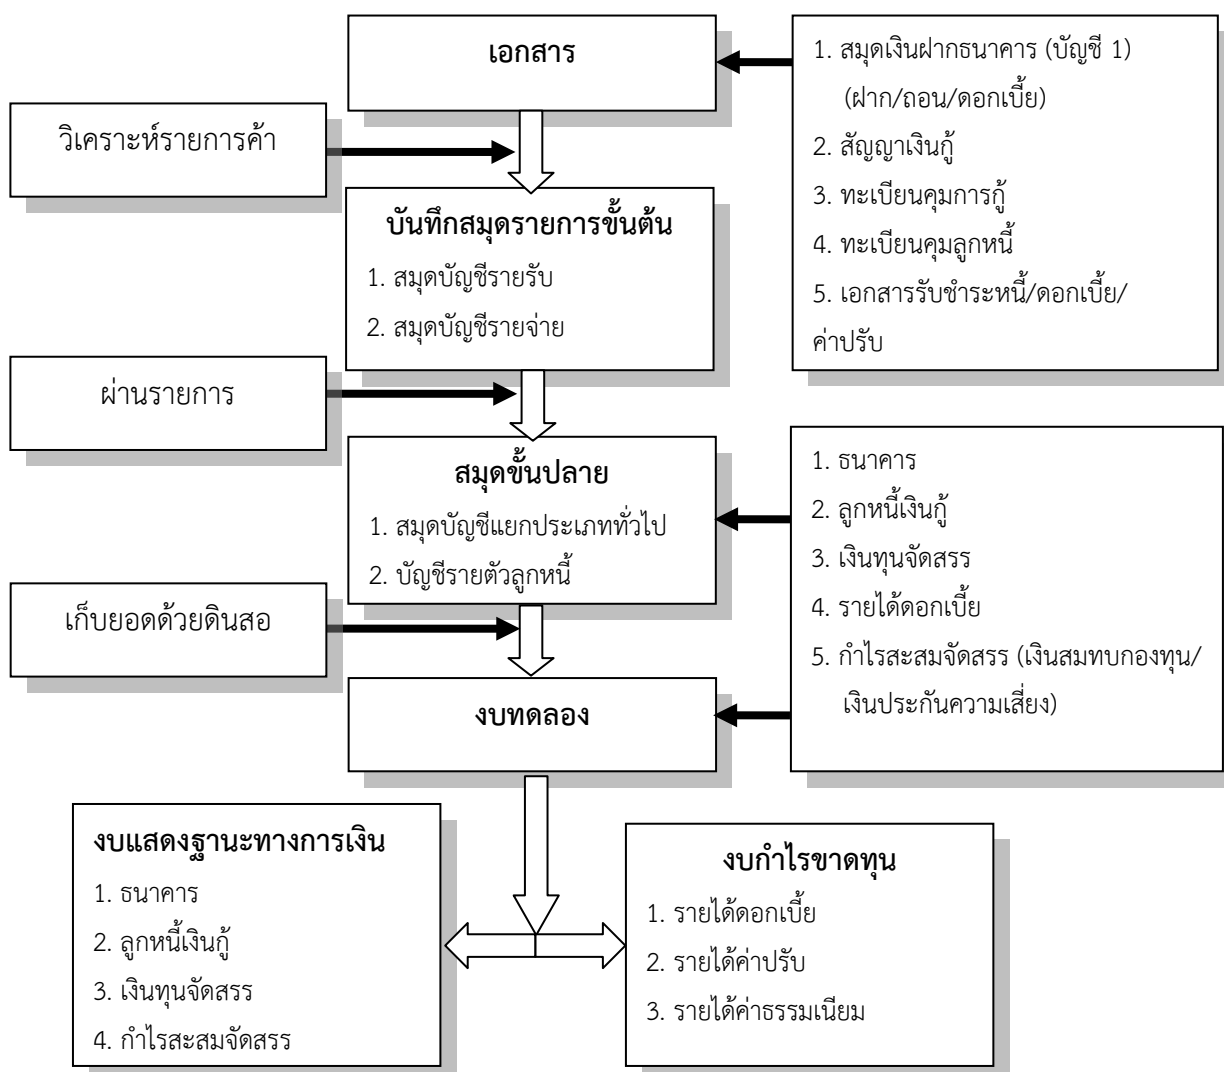 เอกสาร
1. สมุดเงินฝากธนาคาร (บัญชี 1)
(ฝาก/ถอน/ดอกเบี้ย)
2. สัญญาเงินกู้
3. ทะเบียนคุมการกู้
4. ทะเบียนคุมลูกหนี้
5. เอกสารรับชำระหนี้/ดอกเบี้ย/
ค่าปรับ
วิเคราะห์รายการค้า
บันทึกสมุดรายการขั้นต้น
1. สมุดบัญชีรายรับ
2. สมุดบัญชีรายจ่าย
ผ่านรายการ
สมุดขั้นปลาย
1. สมุดบัญชีแยกประเภททั่วไป
2. บัญชีรายตัวลูกหนี้
1. ธนาคาร
2. ลูกหนี้เงินกู้
3. เงินทุนจัดสรร
4. รายได้ดอกเบี้ย
5. กำไรสะสมจัดสรร (เงินสมทบกองทุน/
เงินประกันความเสี่ยง)
เก็บยอดด้วยดินสอ
งบทดลอง
งบแสดงฐานะทางการเงิน
1. ธนาคาร
2. ลูกหนี้เงินกู้
3. เงินทุนจัดสรร
4. กำไรสะสมจัดสรร
งบกำไรขาดทุน
1. รายได้ดอกเบี้ย
2. รายได้ค่าปรับ
3. รายได้ค่าธรรมเนียม